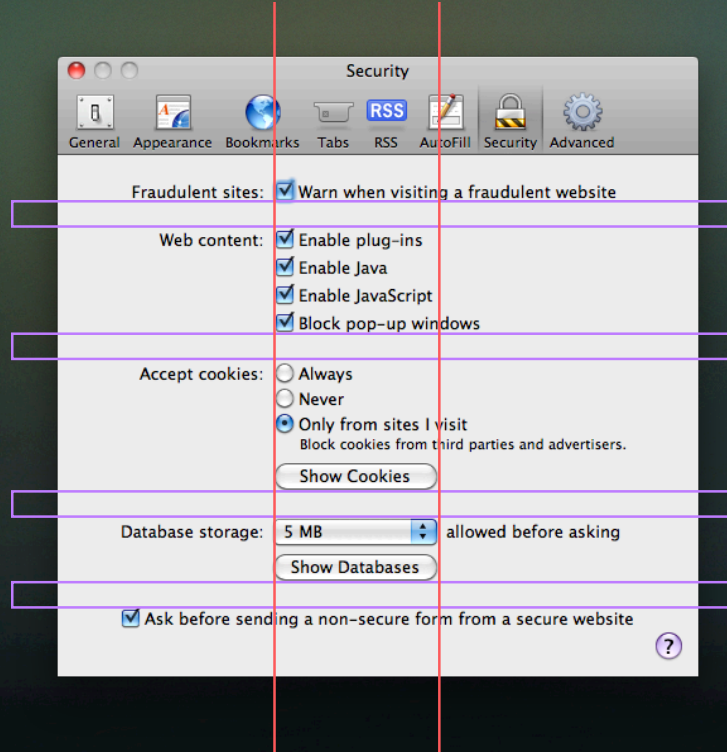 Security
RSS
General Appearance Bookmarks Tabs RSS AutoFill Security Advanced
Fraudulent sites: Warn when visiting a fraudulent website
Web content: Enable plug-ins
Enable Java
Enable JavaScript
Block pop-up windows
Accept cookies: Always
Never
Only from sites I visit
Block cookies from third parties and advertisers.
Show Cookies
Database storage: 5 MB allowed before asking
Show Databases
Ask before sending a non-secure form from a secure website
?